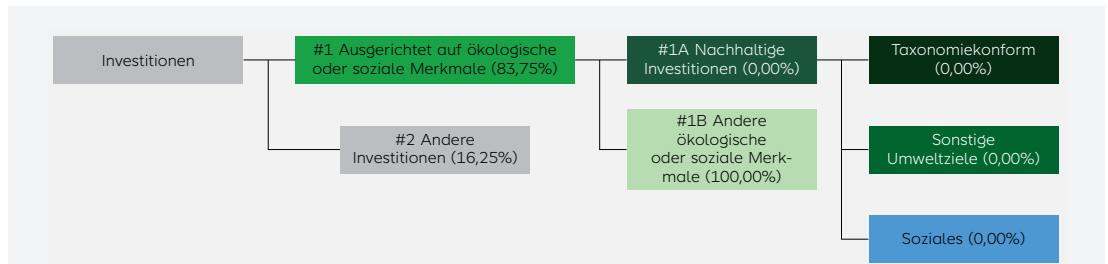 Investitionen
#1 Ausgerichtet auf ökologische
oder soziale Merkmale (83,75%)
#1A Nachhaltige
Investitionen (0,00%)
Taxonomiekonform
(0,00%)
#2 Andere
Investitionen (16,25%)
#1B Andere
ökologische
oder soziale Merk-
male (100,00%)
Sonstige
Umweltziele (0,00%)
Soziales (0,00%)